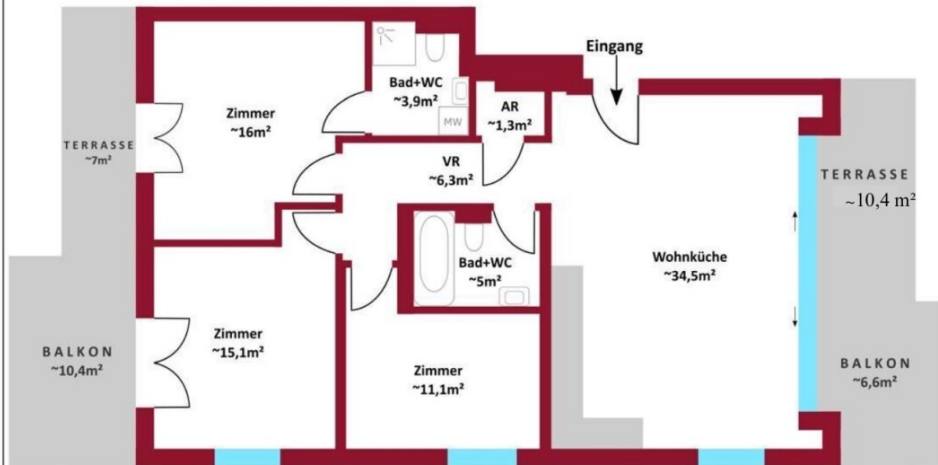 Eingang
Bad+WC
~3,9m²
MW
AR
~1,3m²
Zimmer
~16m²
TERRASSE
~7m²
VR
~6,3m²
TERRASSE
~10,4 m²
Wohnküche
~34,5m²
Bad+WC
~5m²
Zimmer
~15,1m²
BALKON
~10,4m²
Zimmer
~11,1m²
BALKON
~6,6m²